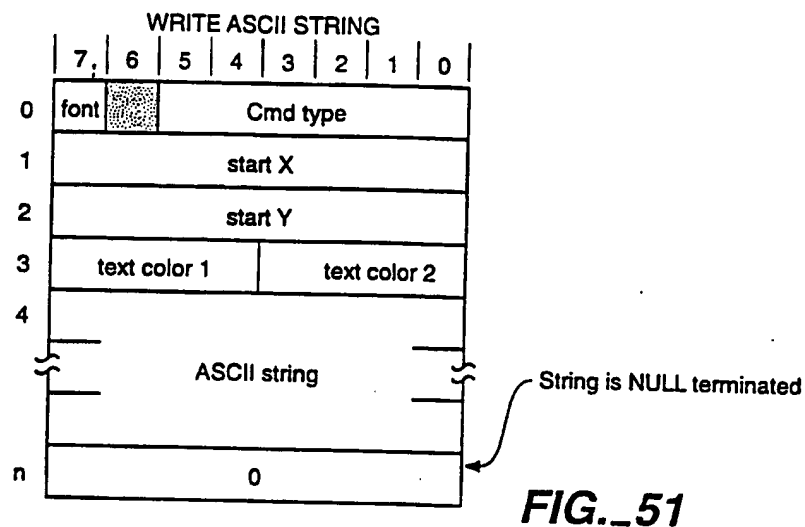 WRITE ASCII STRING
7, 6 5 4 3 2 1 0
0 font Cmd type
1 start X
2 start Y
3 text color 1 text color 2
4
ASCII string
String is NULL terminated
n 0
FIG._51